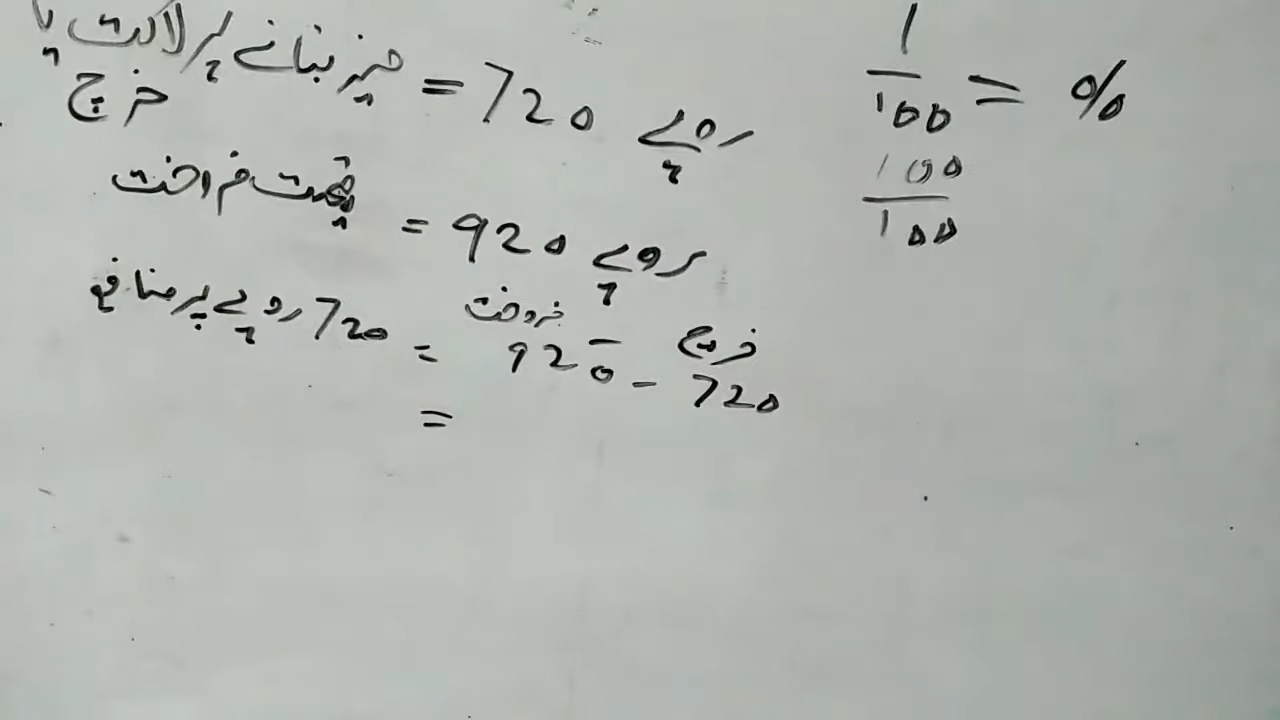 میز بنانے پر لاگت یا = 720 روپے
خرچ
قیمت فراخت = 920 روپے
720 روپے پر منافع = 920 - 720
فروخت خرچ
=
1/100 = %
100/100